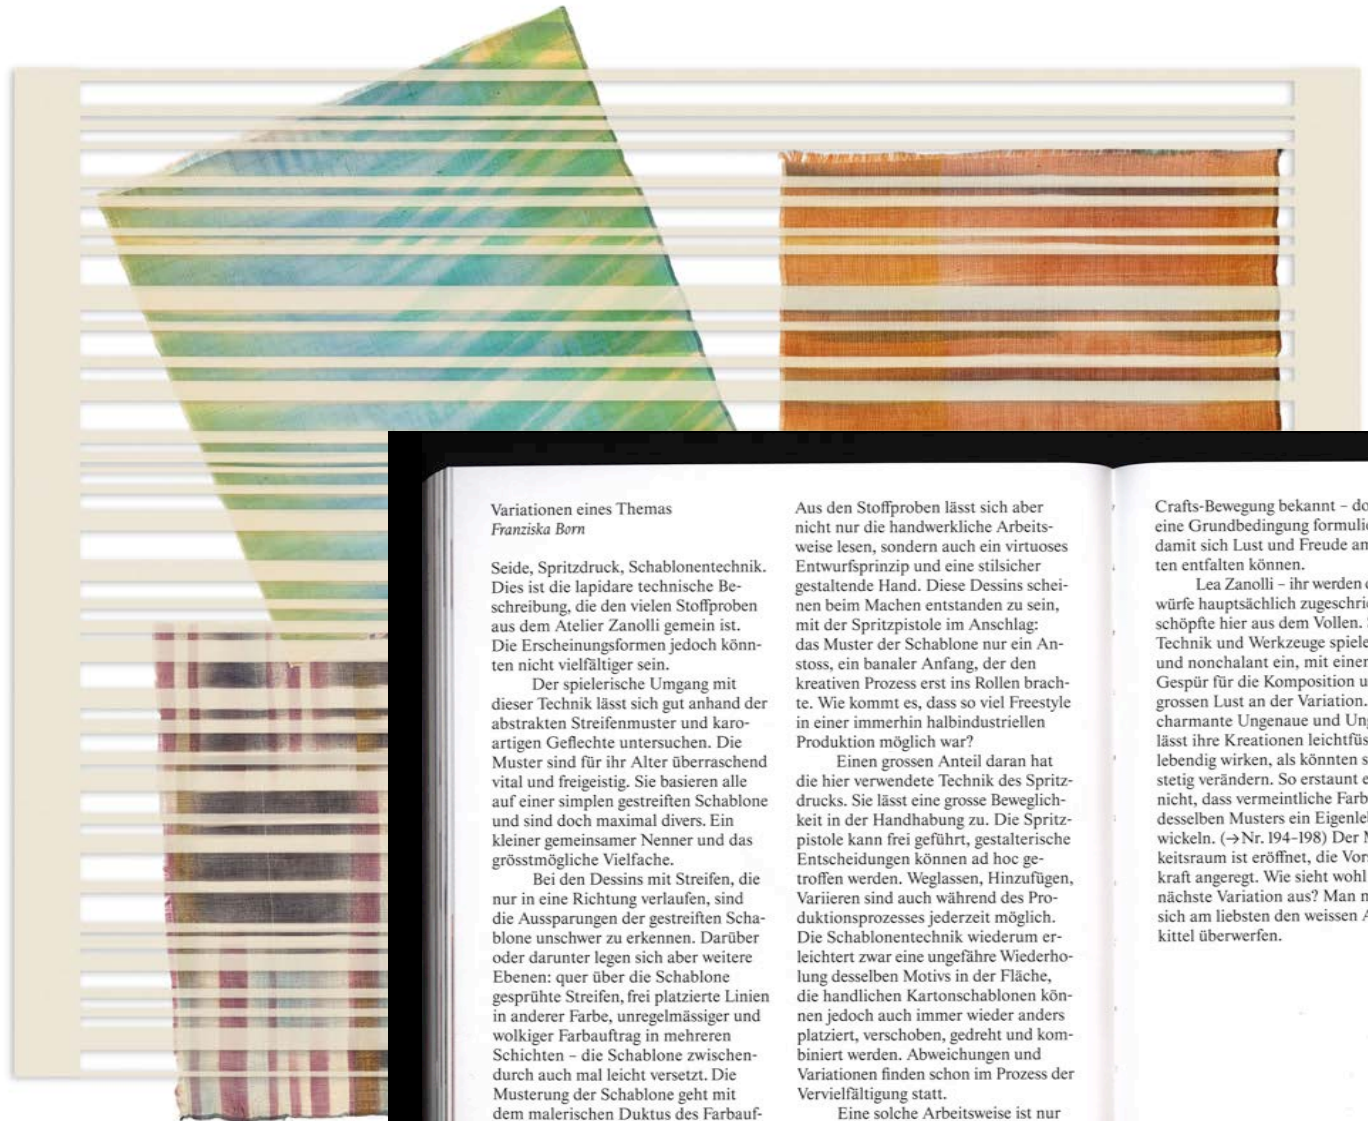 Variationen eines Themas
Franziska Born
Seide, Spritzdruck, Schablonentechnik.
Dies ist die lapidare technische Be-
schreibung, die den vielen Stoffproben
aus dem Atelier Zanolli gemein ist.
Die Erscheinungsformen jedoch könn-
ten nicht vielfältiger sein.
Der spielerische Umgang mit
dieser Technik lässt sich gut anhand der
abstrakten Streifenmuster und karo-
artigen Geflechte untersuchen. Die
Muster sind für ihr Alter überraschend
vital und freigeistig. Sie basieren alle
auf einer simplen gestreiften Schablone
und sind doch maximal divers. Ein
kleiner gemeinsamer Nenner und das
grösstmögliche Vielfache.
Bei den Dessins mit Streifen, die
nur in eine Richtung verlaufen, sind
die Aussparungen der gestreiften Scha-
blone unschwer zu erkennen. Darüber
oder darunter legen sich aber weitere
Ebenen: quer über die Schablone
gesprühte Streifen, frei platzierte Linien
in anderer Farbe, unregelmässiger und
wolkiger Farbauftrag in mehreren
Schichten – die Schablone zwischen-
durch auch mal leicht versetzt. Die
Musterung der Schablone geht mit
dem malerischen Duktus des Farbauf-
Aus den Stoffproben lässt sich aber
nicht nur die handwerkliche Arbeits-
weise lesen, sondern auch ein virtuoses
Entwurfsprinzip und eine stilsicher
gestaltende Hand. Diese Dessins schei-
nen beim Machen entstanden zu sein,
mit der Spritzpistole im Anschlag:
das Muster der Schablone nur ein An-
stoss, ein banaler Anfang, der den
kreativen Prozess erst ins Rollen brach-
te. Wie kommt es, dass so viel Freestyle
in einer immerhin halbindustriellen
Produktion möglich war?
Einen grossen Anteil daran hat
die hier verwendete Technik des Spritz-
drucks. Sie lässt eine grosse Beweglich-
keit in der Handhabung zu. Die Spritz-
pistole kann frei geführt, gestalterische
Entscheidungen können ad hoc ge-
troffen werden. Weglassen, Hinzufügen,
Variieren sind auch während des Pro-
duktionsprozesses jederzeit möglich.
Die Schablonentechnik wiederum er-
leichtert zwar eine ungefähre Wiederho-
lung desselben Motivs in der Fläche,
die handlichen Kartonschablonen kön-
nen jedoch auch immer wieder anders
platziert, verschoben, gedreht und kom-
biniert werden. Abweichungen und
Variationen finden schon im Prozess der
Vervielfältigung statt.
Eine solche Arbeitsweise ist nur
Crafts-Bewegung bekannt – do
eine Grundbedingung formulie
damit sich Lust und Freude am
ten entfalten können.
Lea Zanolli – ihr werden d
würfe hauptsächlich zugeschrie
schöpfte hier aus dem Vollen. S
Technik und Werkzeuge spiele
und nonchalant ein, mit einem
Gespür für die Komposition u
grossen Lust an der Variation.
charmante Ungenaue und Ung
lässt ihre Kreationen leichtfüs
lebendig wirken, als könnten s
stetig verändern. So erstaunt e
nicht, dass vermeintliche Farb
desselben Musters ein Eigenle
wickeln. (→Nr. 194–198) Der M
keitsraum ist eröffnet, die Vors
kraft angeregt. Wie sieht wohl
nächste Variation aus? Man m
sich am liebsten den weissen A
kittel überwerfen.